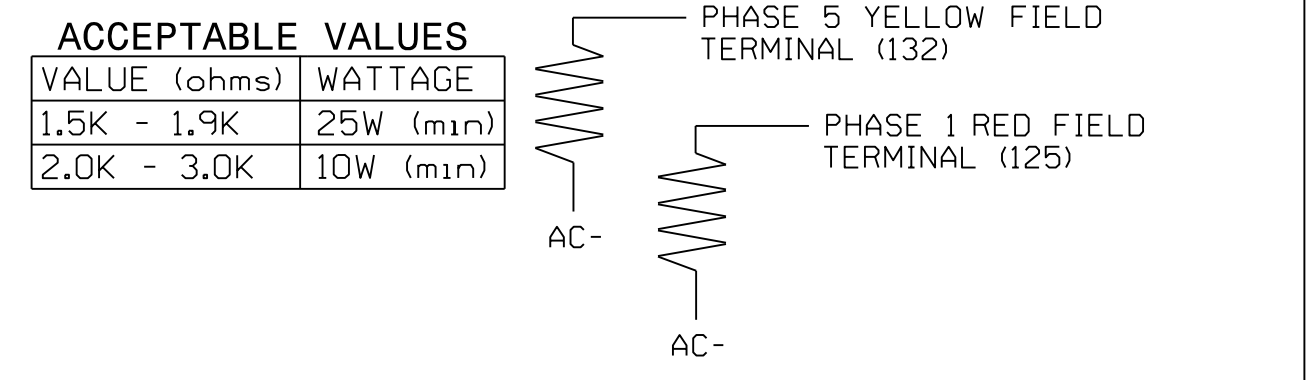 ACCEPTABLE VALUES
VALUE (ohms) WATTAGE
1.5K - 1.9K 25W (min)
2.0K - 3.0K 10W (min)
PHASE 5 YELLOW FIELD
TERMINAL (132)
AC-
PHASE 1 RED FIELD
TERMINAL (125)
AC-